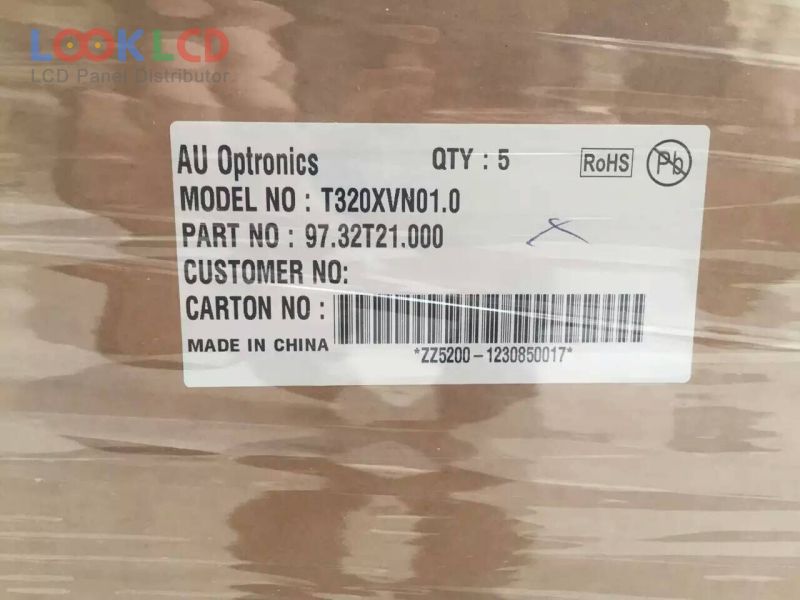 LOOKLCD
LCD Panel Distributor
AU Optronics QTY : 5 RoHS Pb
MODEL NO : T320XVN01.0
PART NO : 97.32T21.000
CUSTOMER NO:
CARTON NO :
MADE IN CHINA *ZZ5200-1230850017*